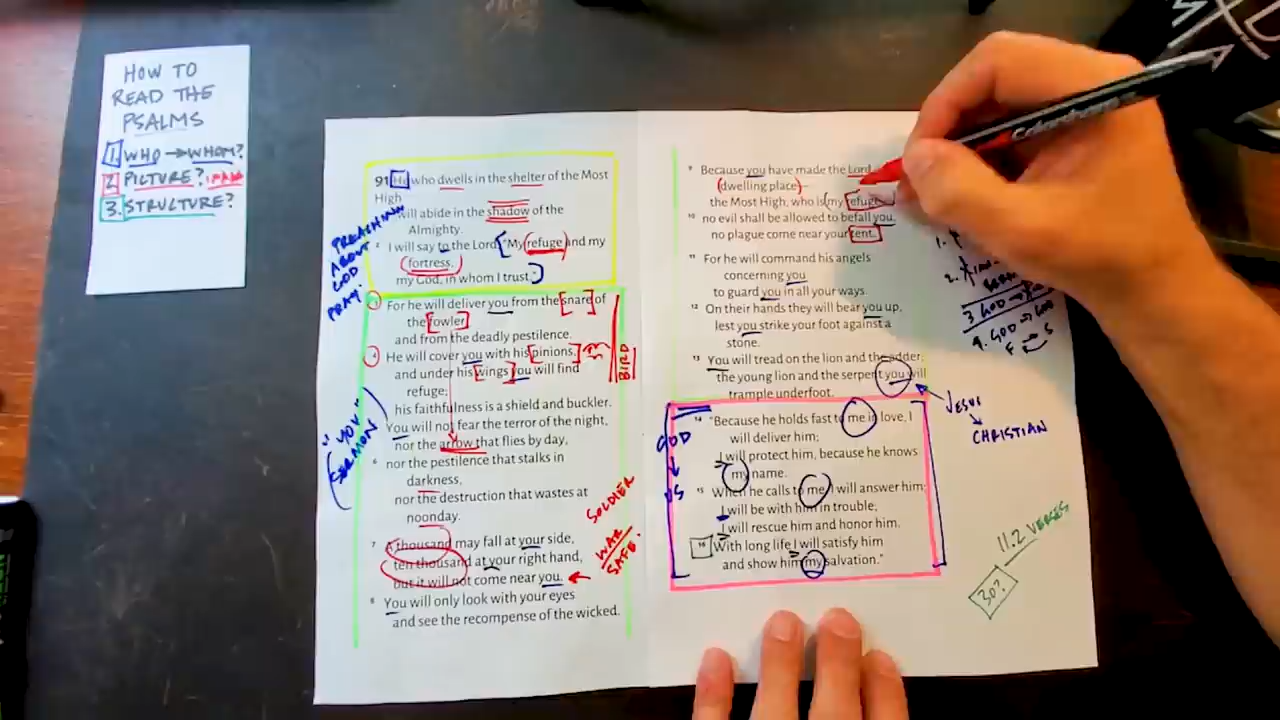 HOW TO
READ THE
PSALMS
1. WHO → WHOM?
2. PICTURE?
3. STRUCTURE?
91 He who dwells in the shelter of the Most
High
will abide in the shadow of the
Almighty.
2 I will say to the Lord, "My refuge and my
fortress,
my God, in whom I trust."
3 For he will deliver you from the snare of
the fowler
and from the deadly pestilence.
4 He will cover you with his pinions,
and under his wings you will find
refuge;
his faithfulness is a shield and buckler.
You will not fear the terror of the night,
nor the arrow that flies by day,
6 nor the pestilence that stalks in
darkness,
nor the destruction that wastes at
noonday.
7 A thousand may fall at your side,
ten thousand at your right hand,
but it will not come near you.
8 You will only look with your eyes
and see the recompense of the wicked.
PREACHING
ABOUT
GOD
PRAY.
"YOU"
SERMON
BIRD
SOLDIER
WAR
SAFE.
9 Because you have made the Lord
dwelling place
the Most High, who is my refuge
10 no evil shall be allowed to befall you,
no plague come near your tent.
11 For he will command his angels
concerning you
to guard you in all your ways.
12 On their hands they will bear you up,
lest you strike your foot against a
stone.
13 You will tread on the lion and the adder;
the young lion and the serpent you will
trample underfoot.
14 "Because he holds fast to me in love, I
will deliver him;
I will protect him, because he knows
my name.
15 When he calls to me, I will answer him;
I will be with him in trouble;
I will rescue him and honor him.
16 With long life I will satisfy him
and show him my salvation."
GOD
↓
US
1.
2.
3 GOD →
4. GOD → GOD
F S
JESUS
CHRISTIAN
11.2 VERSES
30?